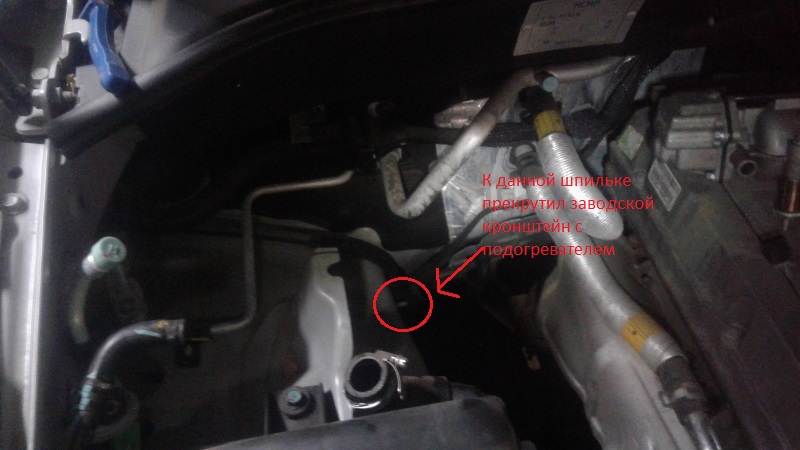 К данной шпильке
прекрутил заводской
кронштейн с
подогревателем